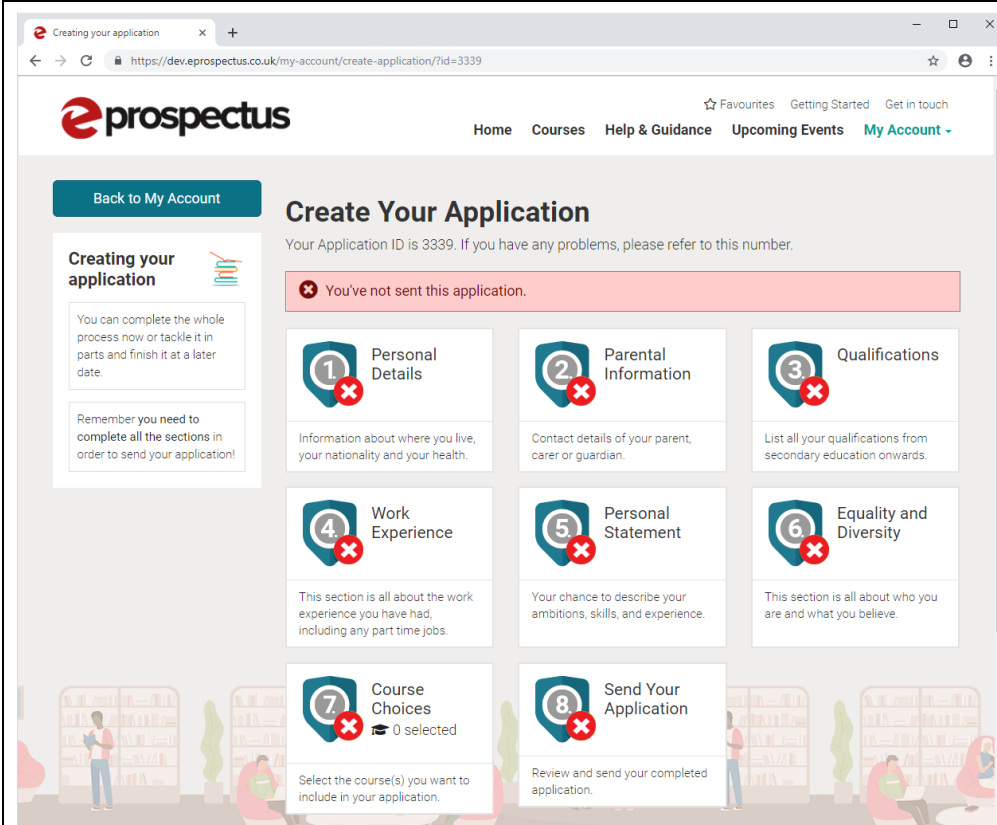 Creating your application
https://dev.eprospectus.co.uk/my-account/create-application/?id=3339
eprospectus
Favourites Getting Started Get in touch
Home Courses Help & Guidance Upcoming Events My Account
Back to My Account
Creating your
application
You can complete the whole
process now or tackle it in
parts and finish it at a later
date.
Remember you need to
complete all the sections in
order to send your application!
Create Your Application
Your Application ID is 3339. If you have any problems, please refer to this number.
You've not sent this application.
1. Personal
Details
Information about where you live,
your nationality and your health.
2. Parental
Information
Contact details of your parent,
carer or guardian.
3. Qualifications
List all your qualifications from
secondary education onwards.
4. Work
Experience
This section is all about the work
experience you have had,
including any part time jobs.
5. Personal
Statement
Your chance to describe your
ambitions, skills, and experience.
6. Equality and
Diversity
This section is all about who you
are and what you believe.
7. Course
Choices
0 selected
Select the course(s) you want to
include in your application.
8. Send Your
Application
Review and send your completed
application.